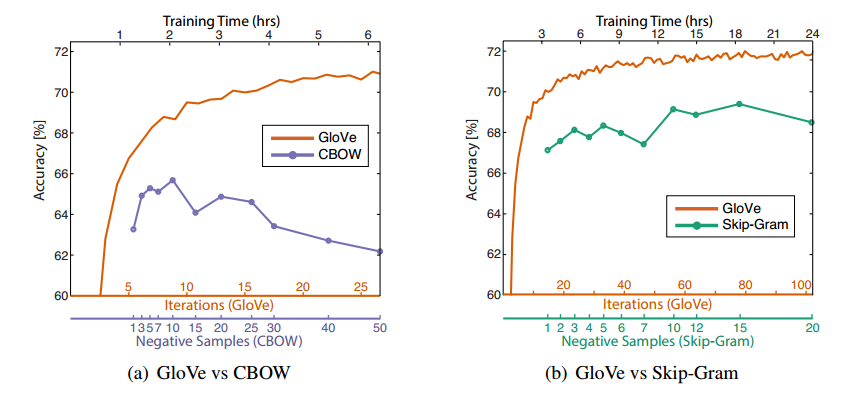 Training Time (hrs)
1 2 3 4 5 6
72
70
68
66
64
62
60
Accuracy [%]
GloVe
CBOW
5 10 15 20 25
Iterations (GloVe)
1 3 5 7 10 15 20 25 30 40 50
Negative Samples (CBOW)
(a) GloVe vs CBOW
Training Time (hrs)
3 6 9 12 15 18 21 24
72
70
68
66
64
62
60
Accuracy [%]
GloVe
Skip-Gram
20 40 60 80 100
Iterations (GloVe)
1 2 3 4 5 6 7 10 12 15 20
Negative Samples (Skip-Gram)
(b) GloVe vs Skip-Gram